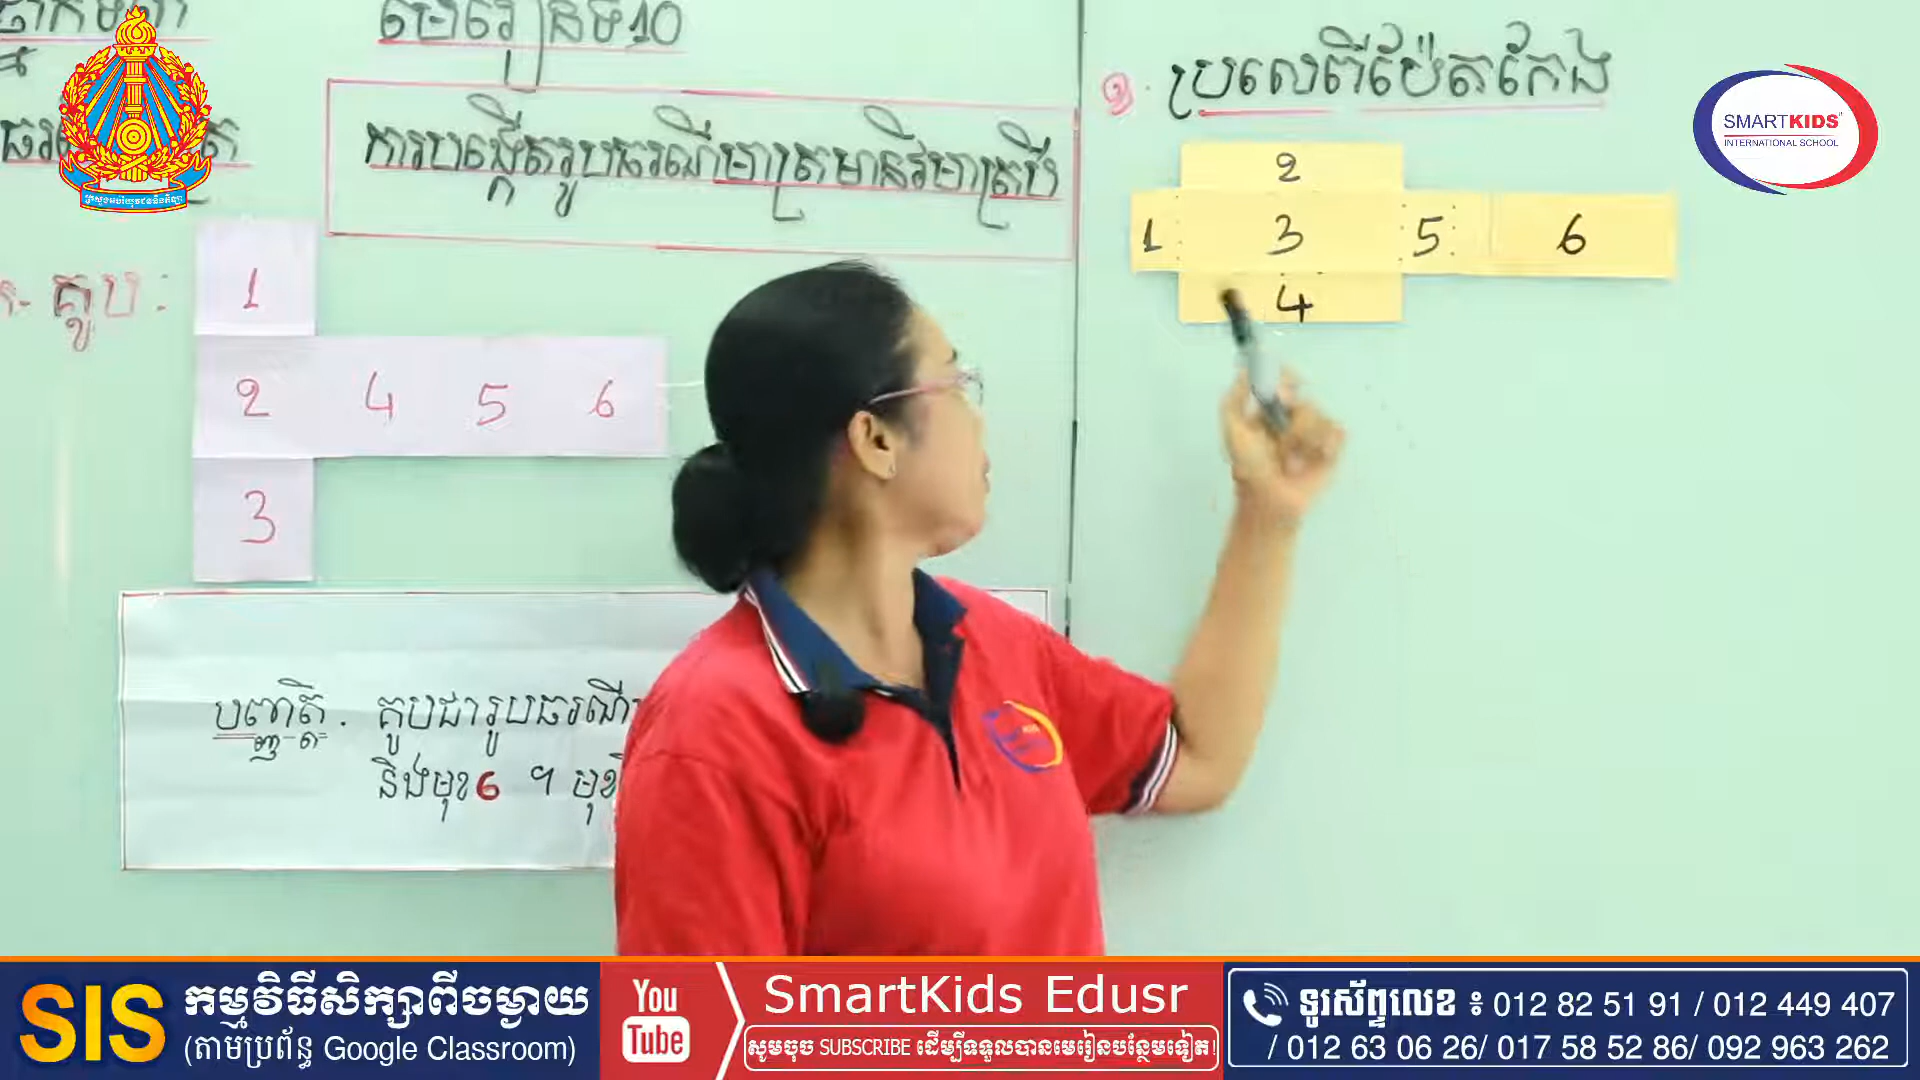 មេរៀនទី10
ការបង្កើតរូបធរណីមាត្រមានវិមាត្របី
ក- គូប :
1
2 4 5 6
3
បញ្ញត្តិ . គូបជារូបធរណី
និងមុខ 6 ។ មុខ
2. ប្រលេពីប៉ែតកែង
2
1 3 5 6
4
SMARTKIDS
INTERNATIONAL SCHOOL
SIS
កម្មវិធីសិក្សាពីចម្ងាយ
(តាមប្រព័ន្ធ Google Classroom)
You
Tube
SmartKids Edusr
សូមចុច SUBSCRIBE ដើម្បីទទួលបានមេរៀនបន្ថែមទៀត!
ទូរស័ព្ទលេខ ៖ 012 82 51 91 / 012 449 407
/ 012 63 06 26/ 017 58 52 86/ 092 963 262